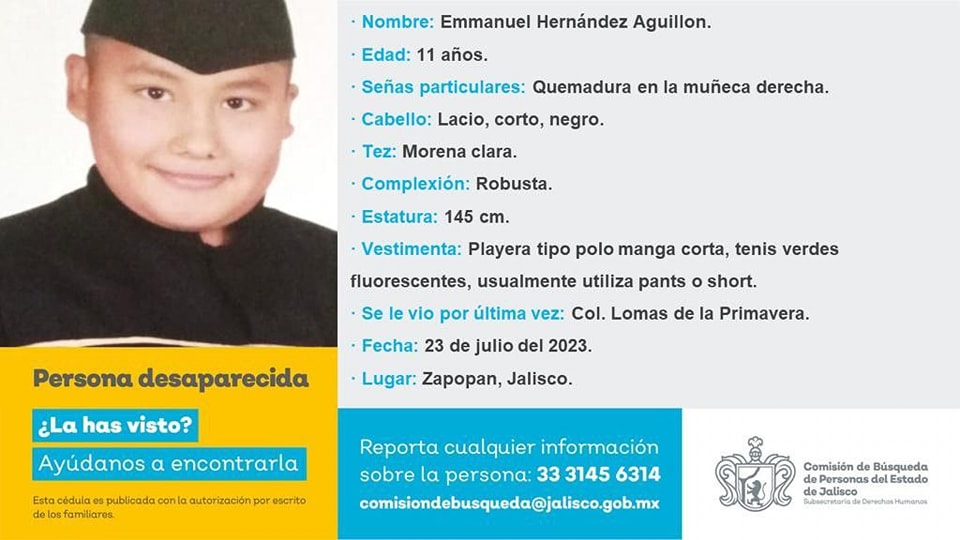 · Nombre: Emmanuel Hernández Aguillon.
· Edad: 11 años.
· Señas particulares: Quemadura en la muñeca derecha.
· Cabello: Lacio, corto, negro.
· Tez: Morena clara.
· Complexión: Robusta.
· Estatura: 145 cm.
· Vestimenta: Playera tipo polo manga corta, tenis verdes
fluorescentes, usualmente utiliza pants o short.
· Se le vio por última vez: Col. Lomas de la Primavera.
· Fecha: 23 de julio del 2023.
· Lugar: Zapopan, Jalisco.
Persona desaparecida
¿La has visto?
Ayúdanos a encontrarla
Esta cédula es publicada con la autorización por escrito
de los familiares.
Reporta cualquier información
sobre la persona: 33 3145 6314
comisiondebusqueda@jalisco.gob.mx
Comisión de Búsqueda
de Personas del Estado
de Jalisco
Subsecretaría de Derechos Humanos